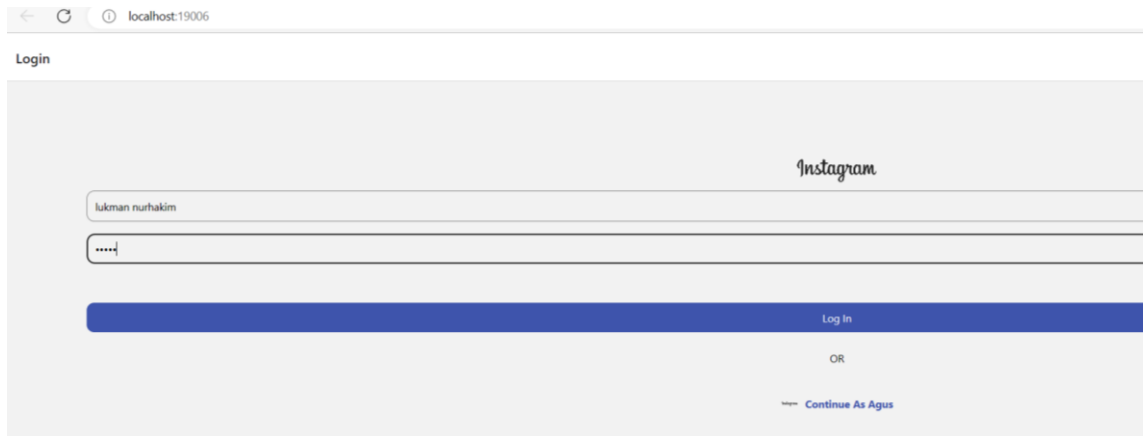 localhost:19006
Login
Instagram
lukman nurhakim
•••••
Log In
OR
Continue As Agus